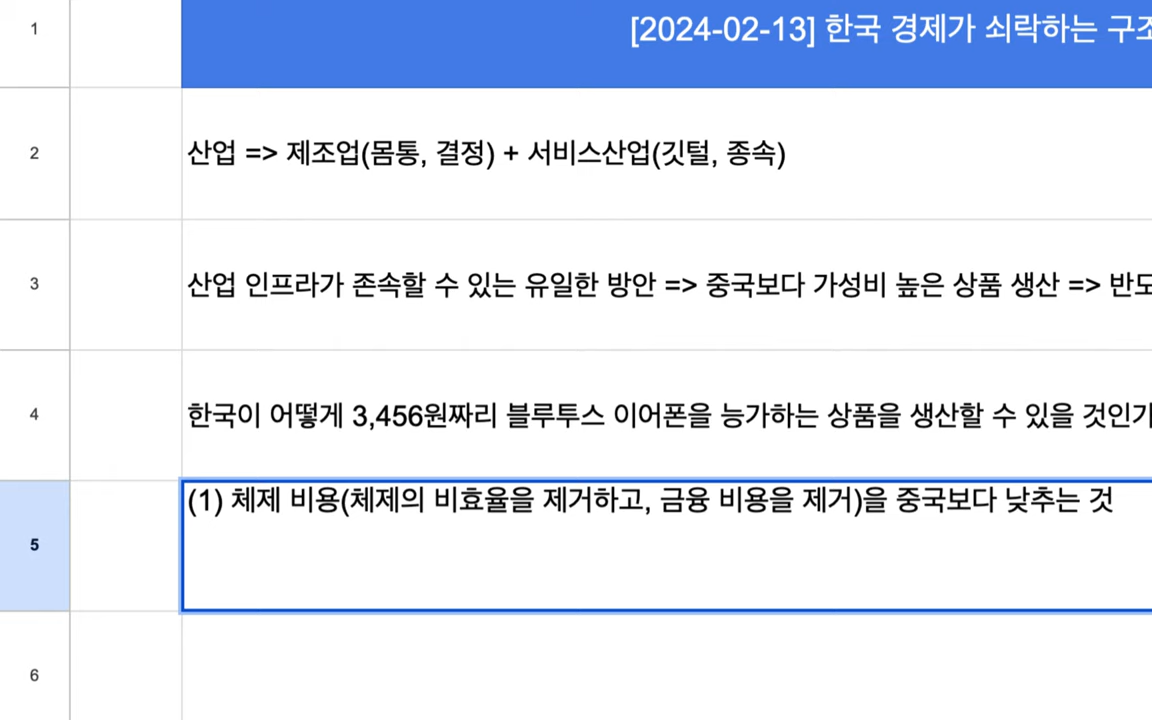 1
[2024-02-13] 한국 경제가 쇠락하는 구조
2
산업 => 제조업(몸통, 결정) + 서비스산업(깃털, 종속)
3
산업 인프라가 존속할 수 있는 유일한 방안 => 중국보다 가성비 높은 상품 생산 => 반도
4
한국이 어떻게 3,456원짜리 블루투스 이어폰을 능가하는 상품을 생산할 수 있을 것인가
5
(1) 체제 비용(체제의 비효율을 제거하고, 금융 비용을 제거)을 중국보다 낮추는 것
6